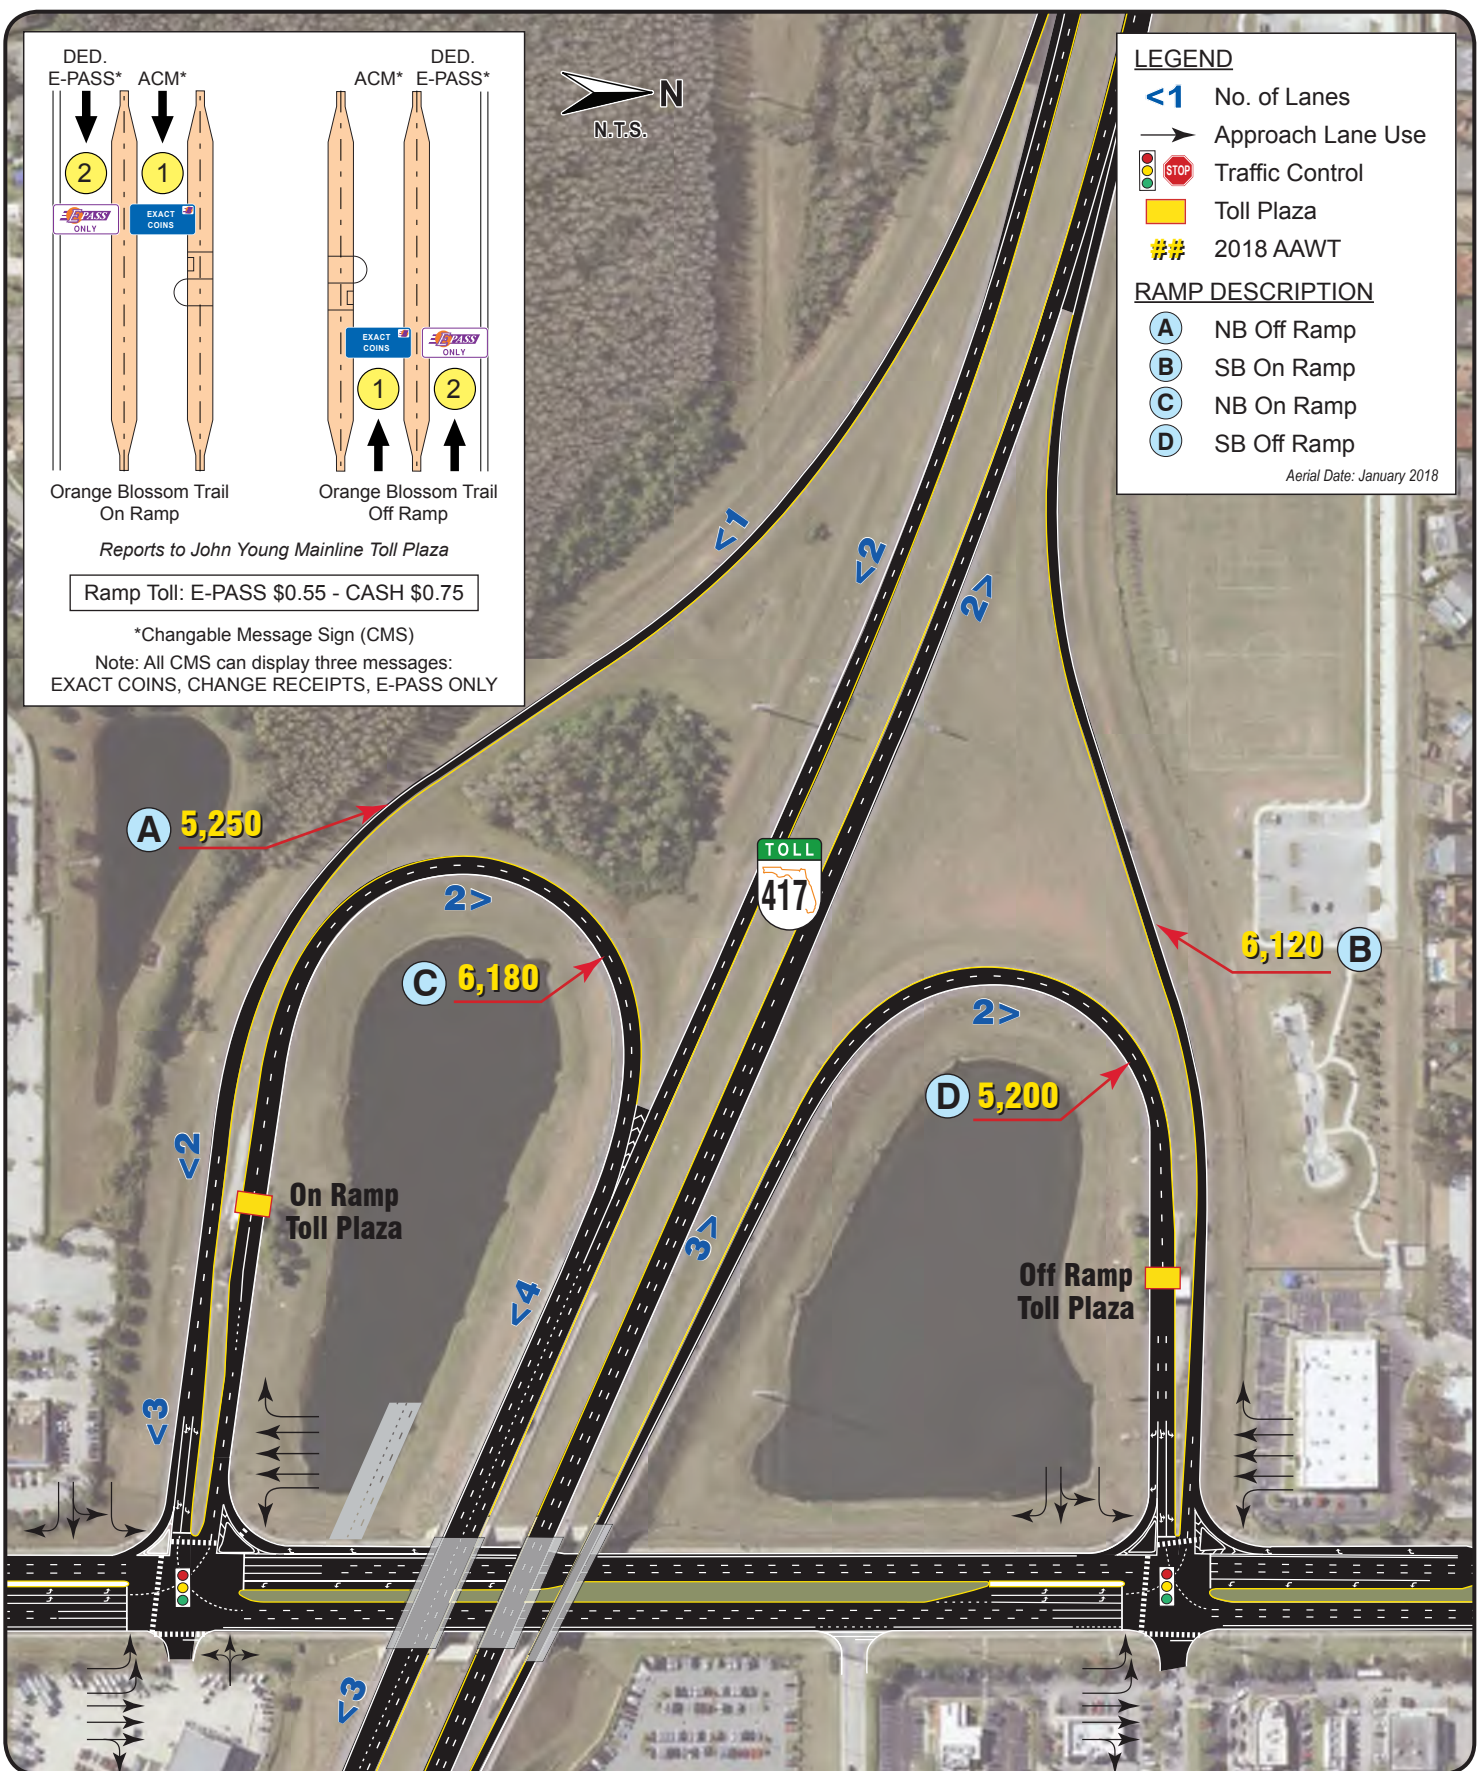 DED.
E-PASS*
ACM*
2
1
E-PASS
ONLY
EXACT
COINS
Orange Blossom Trail
On Ramp
DED.
ACM* E-PASS*
EXACT
COINS
E-PASS
ONLY
1
2
Orange Blossom Trail
Off Ramp
Reports to John Young Mainline Toll Plaza
Ramp Toll: E-PASS $0.55 - CASH $0.75
*Changable Message Sign (CMS)
Note: All CMS can display three messages:
EXACT COINS, CHANGE RECEIPTS, E-PASS ONLY
N
N.T.S.
LEGEND
<1 No. of Lanes
Approach Lane Use
STOP Traffic Control
Toll Plaza
## 2018 AAWT
RAMP DESCRIPTION
A NB Off Ramp
B SB On Ramp
C NB On Ramp
D SB Off Ramp
Aerial Date: January 2018
<1
<2
2>
A 5,250
TOLL
417
2>
C 6,180
6,120 B
2>
D 5,200
<2
On Ramp
Toll Plaza
3>
Off Ramp
Toll Plaza
<4
<3
<3